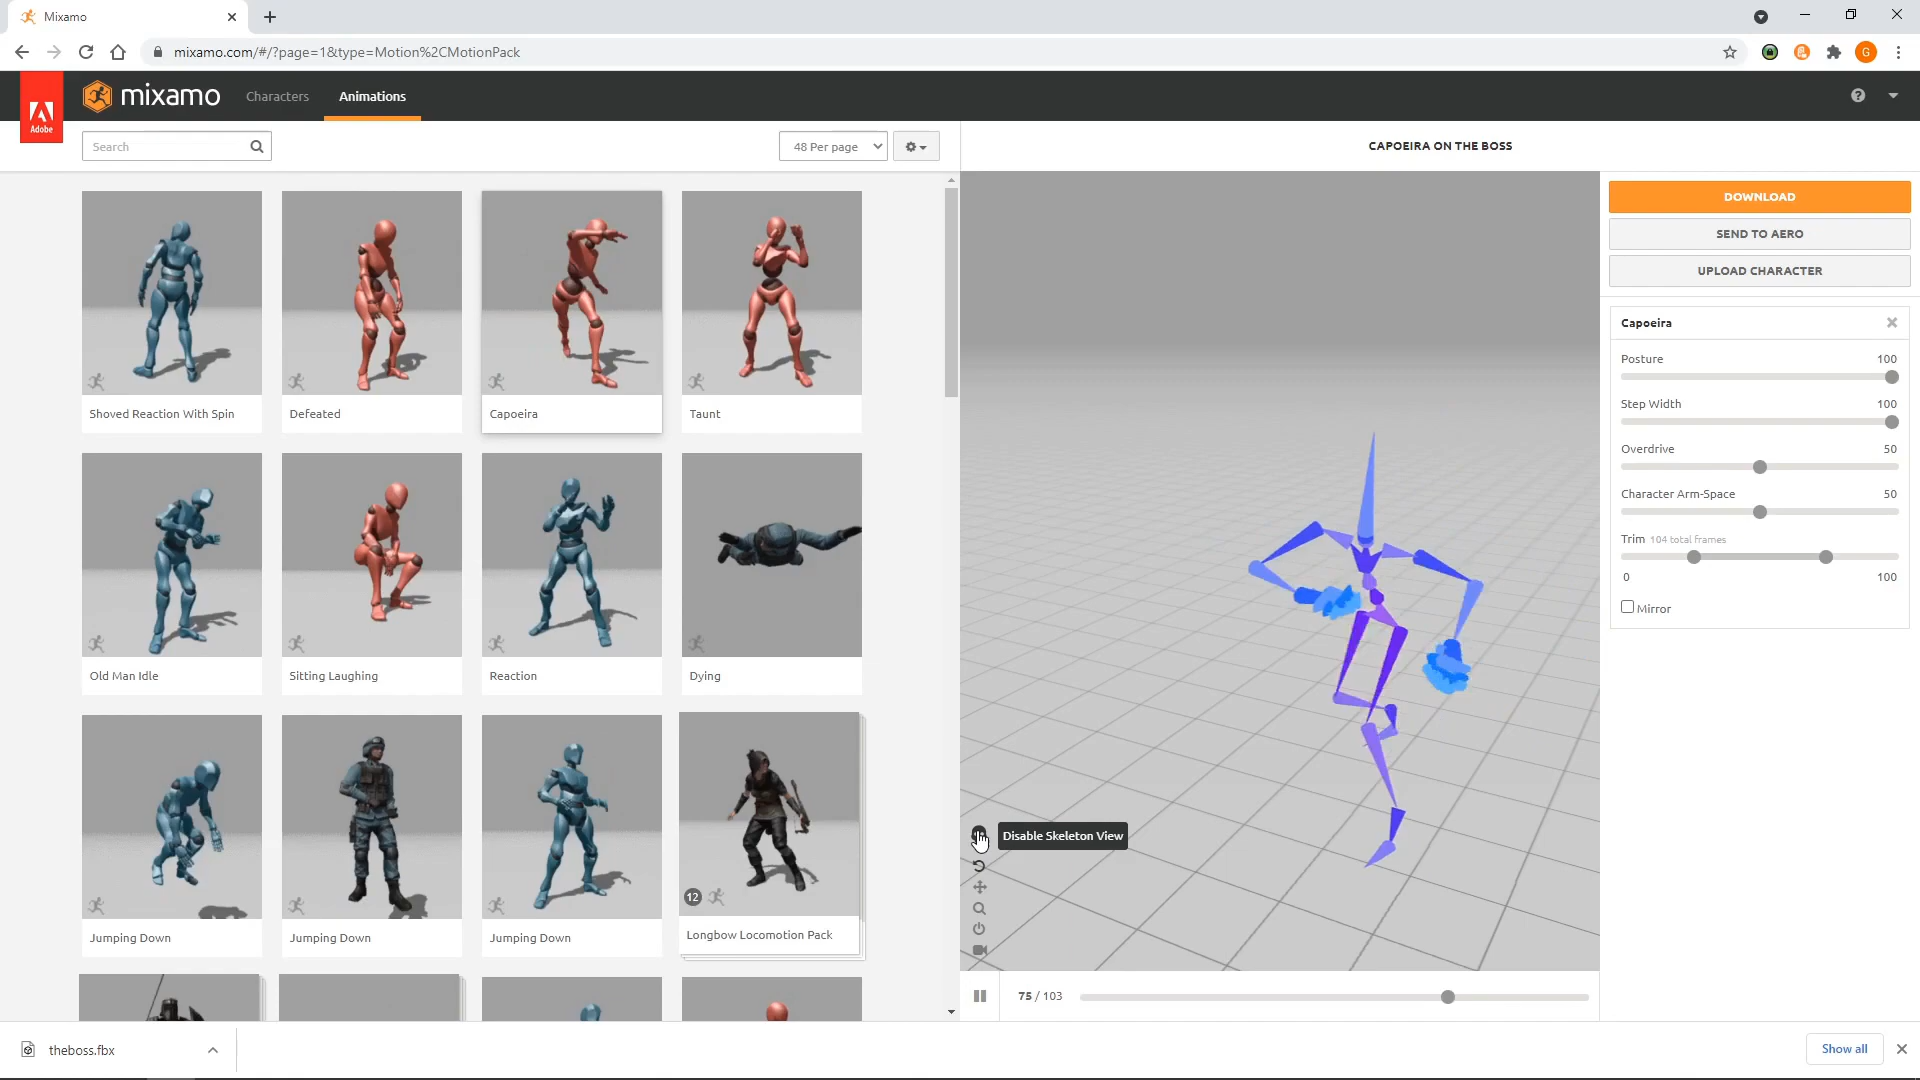 Mixamo
mixamo.com/#/?page=1&type=Motion%2CMotionPack
G
Adobe
mixamo
Characters
Animations
Search
48 Per page
CAPOEIRA ON THE BOSS
Shoved Reaction With Spin
Defeated
Capoeira
Taunt
Old Man Idle
Sitting Laughing
Reaction
Dying
Jumping Down
Jumping Down
Jumping Down
12
Longbow Locomotion Pack
Disable Skeleton View
75 / 103
DOWNLOAD
SEND TO AERO
UPLOAD CHARACTER
Capoeira
Posture 100
Step Width 100
Overdrive 50
Character Arm-Space 50
Trim 104 total frames
0 100
Mirror
theboss.fbx
Show all